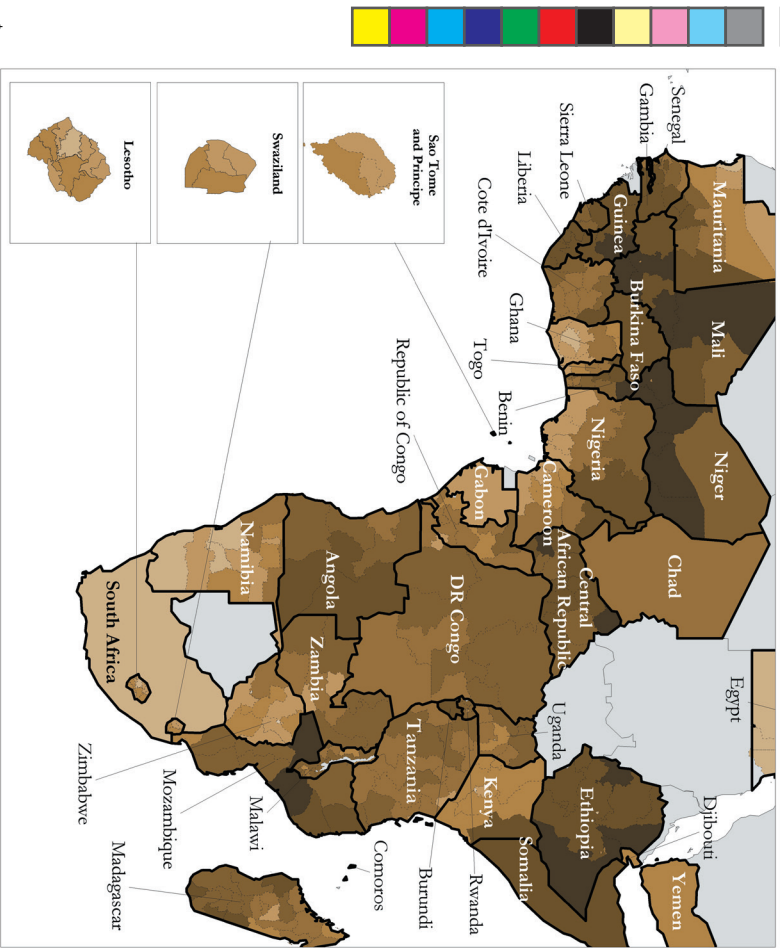 Senegal
Gambia
Sierra Leone
Liberia
Cote d'Ivoire
Ghana
Togo
Benin
Republic of Congo
Mauritania
Guinea
Burkina Faso
Mali
Niger
Nigeria
Cameroon
Gabon
Chad
Central
African Republic
DR Congo
Angola
Zambia
Namibia
South Africa
Egypt
Uganda
Tanzania
Kenya
Ethiopia
Djibouti
Somalia
Yemen
Rwanda
Burundi
Comoros
Malawi
Mozambique
Zimbabwe
Madagascar
Sao Tome
and Principe
Swaziland
Lesotho